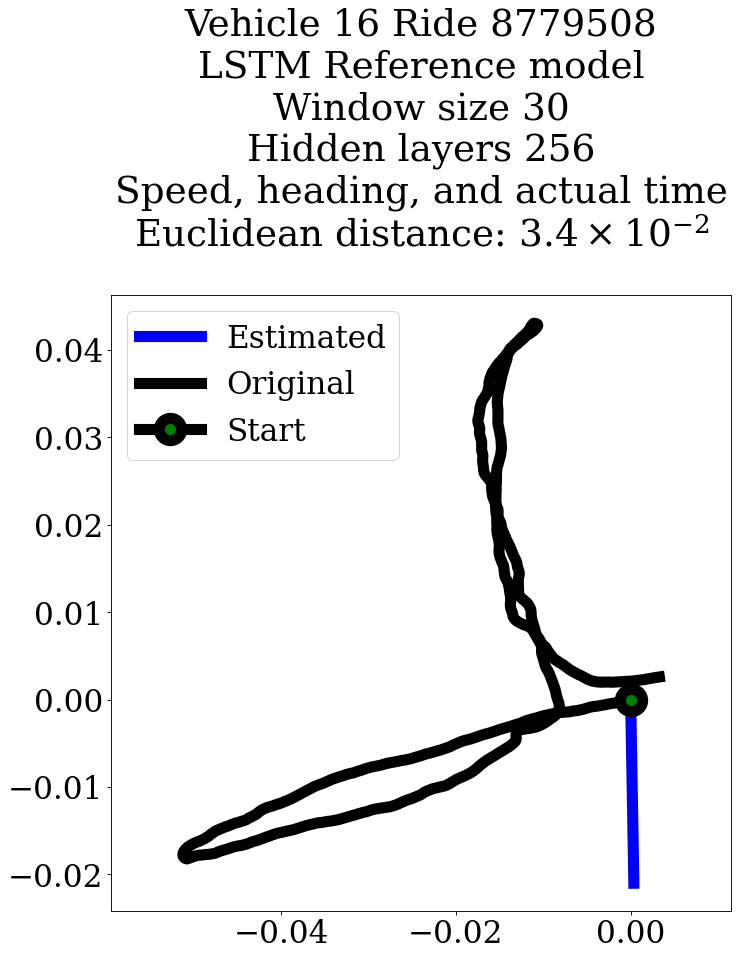 Vehicle 16 Ride 8779508
LSTM Reference model
Window size 30
Hidden layers 256
Speed, heading, and actual time
Euclidean distance: 3.4 × 10⁻²
Estimated
Original
Start
0.04
0.03
0.02
0.01
0.00
−0.01
−0.02
−0.04
−0.02
0.00